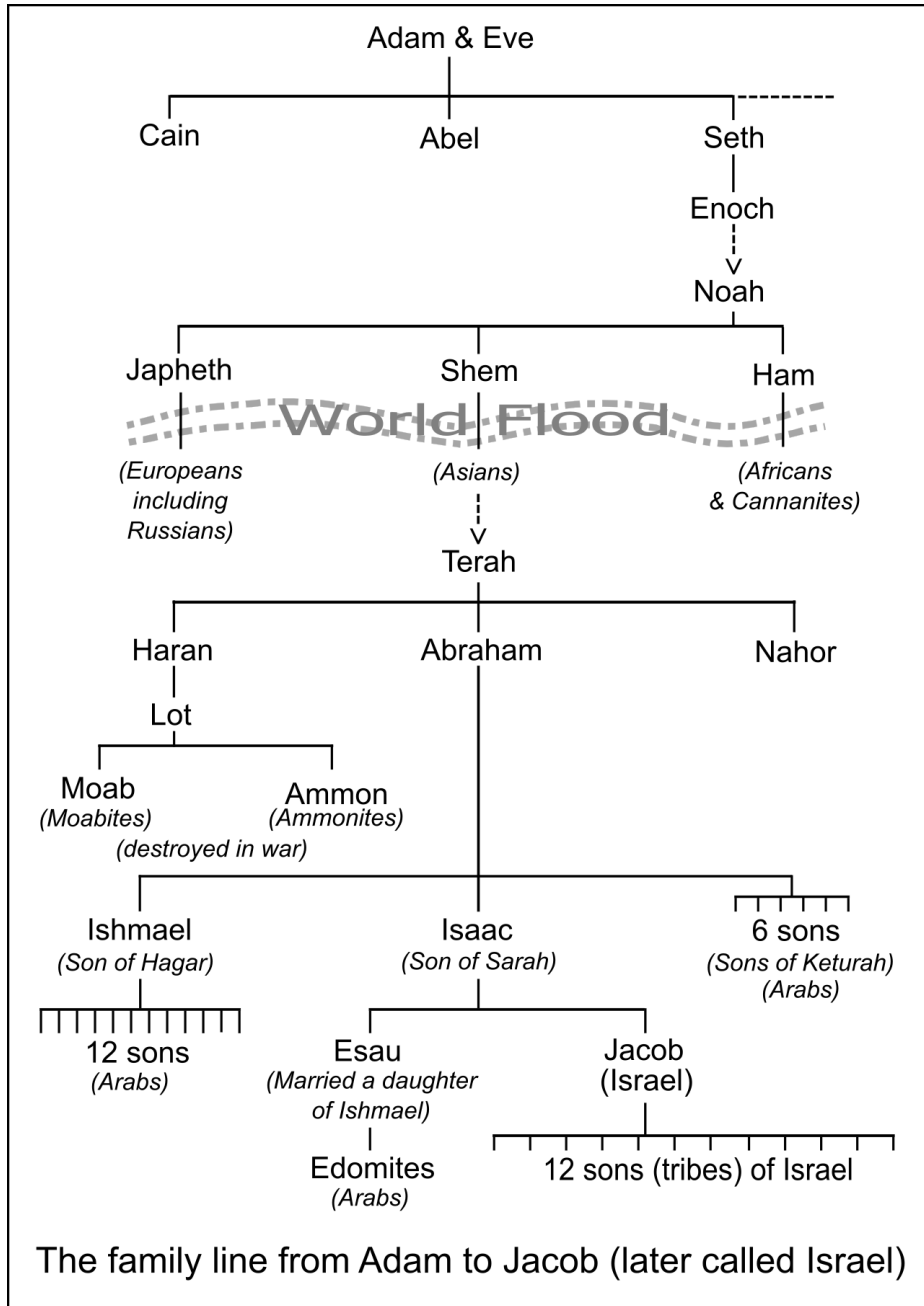 Adam & Eve
Cain Abel Seth
Enoch
Noah
Japheth Shem Ham
World Flood
(Europeans (Asians) (Africans
including & Cannanites)
Russians)
Terah
Haran Abraham Nahor
Lot
Moab Ammon
(Moabites) (Ammonites)
(destroyed in war)
Ishmael Isaac 6 sons
(Son of Hagar) (Son of Sarah) (Sons of Keturah)
(Arabs)
12 sons Esau Jacob
(Arabs) (Married a daughter (Israel)
of Ishmael)
Edomites 12 sons (tribes) of Israel
(Arabs)
The family line from Adam to Jacob (later called Israel)